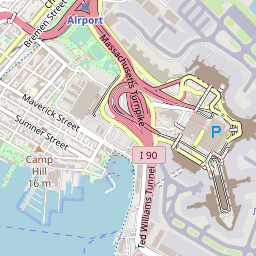 Bremen Street
Airport
Massachusetts Turnpike
Maverick Street
Sumner Street
P
I 90
Camp
Hill
16 m
Ted Williams Tunnel